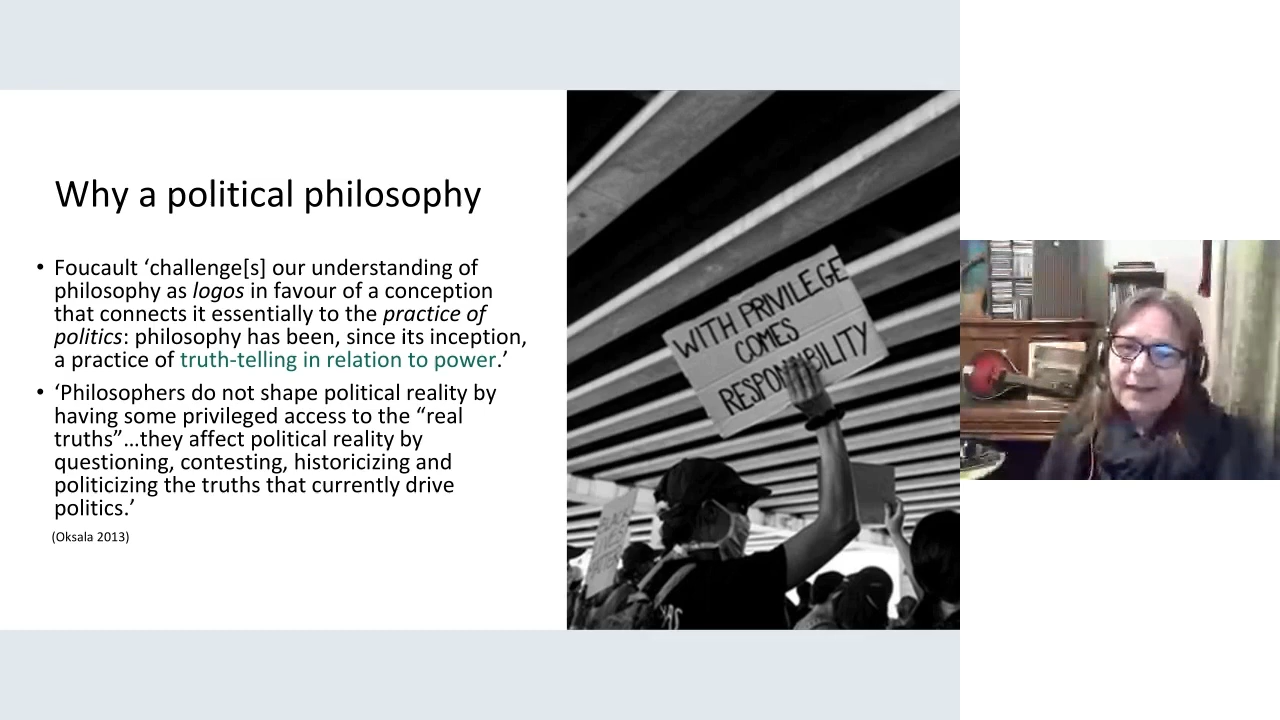 Why a political philosophy
• Foucault ‘challenge[s] our understanding of
philosophy as logos in favour of a conception
that connects it essentially to the practice of
politics: philosophy has been, since its inception,
a practice of truth-telling in relation to power.’
• ‘Philosophers do not shape political reality by
having some privileged access to the “real
truths”…they affect political reality by
questioning, contesting, historicizing and
politicizing the truths that currently drive
politics.’
(Oksala 2013)
WITH PRIVILEGE
COMES
RESPONSIBILITY
BLACK
LIVES
MATTER